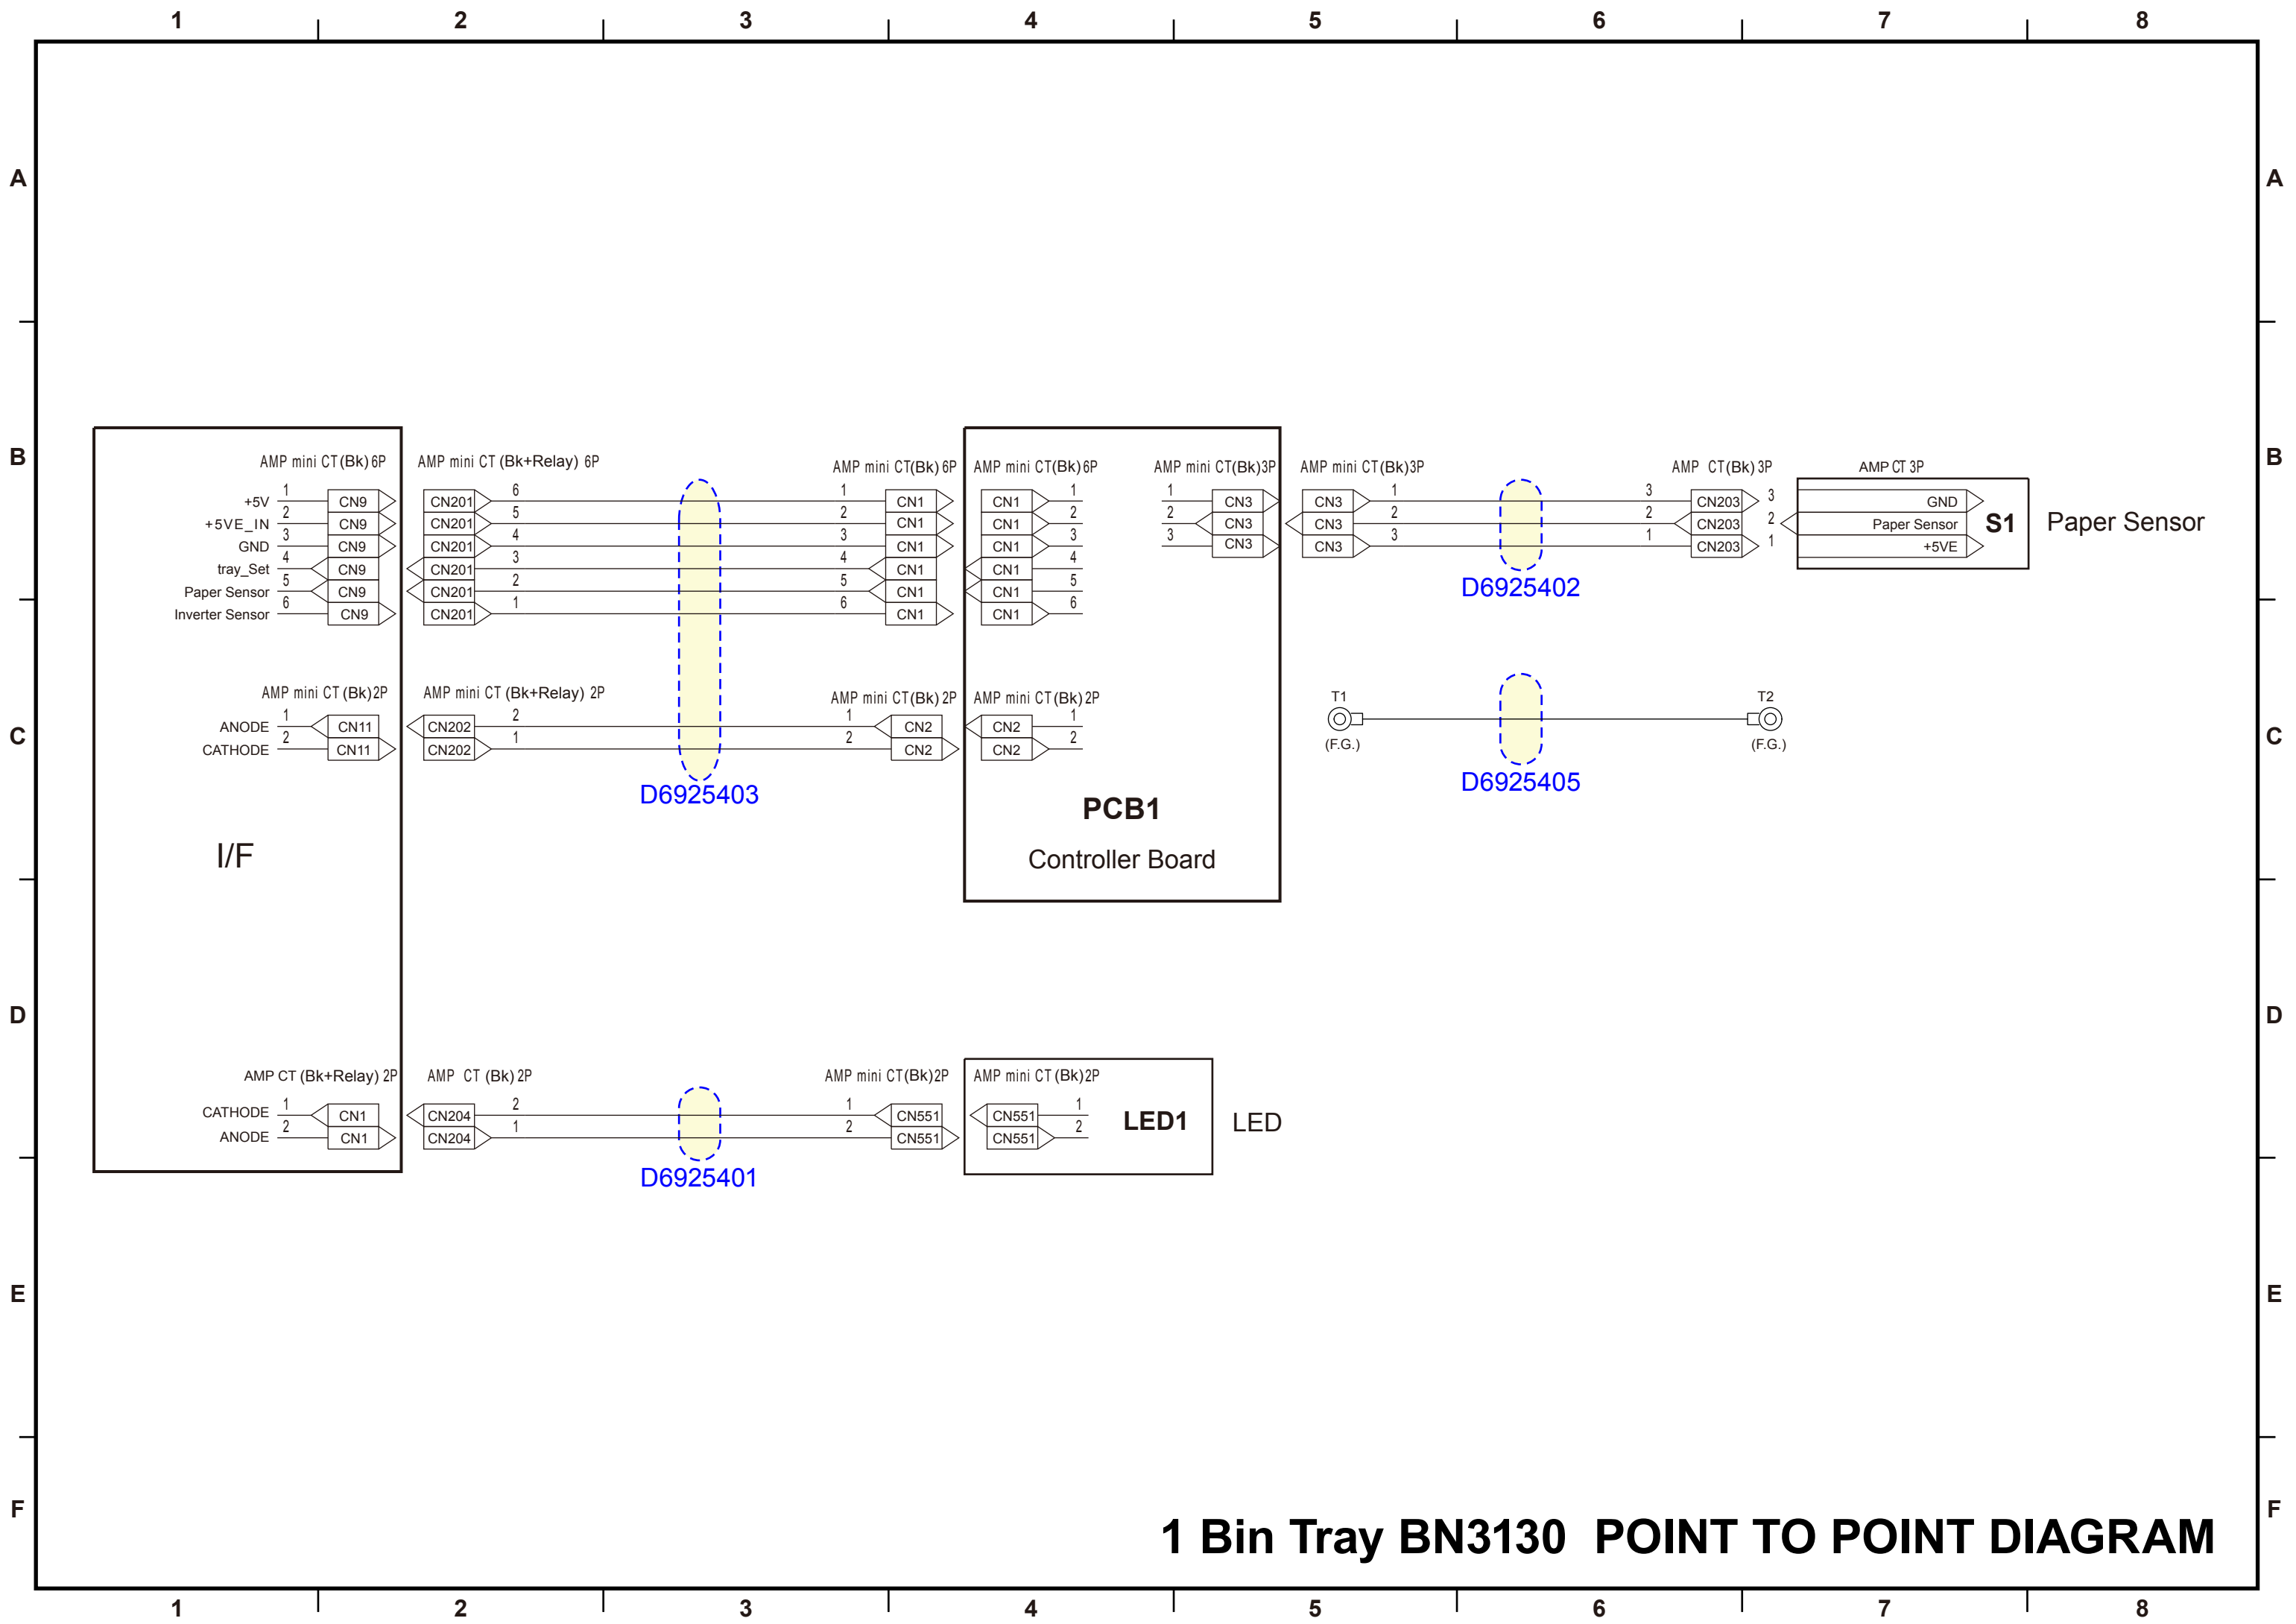 1 2 3 4 5 6 7 8
A A
B B
AMP mini CT(Bk) 6P
1 +5V CN9
2 +5VE_IN CN9
3 GND CN9
4 tray_Set CN9
5 Paper Sensor CN9
6 Inverter Sensor CN9
AMP mini CT (Bk+Relay) 6P
CN201 6
CN201 5
CN201 4
CN201 3
CN201 2
CN201 1
AMP mini CT(Bk) 6P
1 CN1
2 CN1
3 CN1
4 CN1
5 CN1
6 CN1
AMP mini CT(Bk) 6P
CN1 1
CN1 2
CN1 3
CN1 4
CN1 5
CN1 6
AMP mini CT(Bk)3P
1 CN3
2 CN3
3 CN3
AMP mini CT(Bk)3P
CN3 1
CN3 2
CN3 3
D6925402
AMP CT(Bk) 3P
3 CN203 3
2 CN203 2
1 CN203 1
AMP CT 3P
GND
Paper Sensor
+5VE
S1
Paper Sensor
C C
AMP mini CT (Bk)2P
ANODE 1 CN11
CATHODE 2 CN11
AMP mini CT (Bk+Relay) 2P
CN202 2
CN202 1
D6925403
AMP mini CT(Bk) 2P
1 CN2
2 CN2
AMP mini CT(Bk) 2P
CN2 1
CN2 2
PCB1
Controller Board
T1
(F.G.)
D6925405
T2
(F.G.)
I/F
D D
AMP CT (Bk+Relay) 2P
CATHODE 1 CN1
ANODE 2 CN1
AMP CT (Bk) 2P
CN204 2
CN204 1
D6925401
AMP mini CT(Bk)2P
1 CN551
2 CN551
AMP mini CT(Bk)2P
CN551 1
CN551 2
LED1
LED
E E
F F
1 Bin Tray BN3130 POINT TO POINT DIAGRAM
1 2 3 4 5 6 7 8